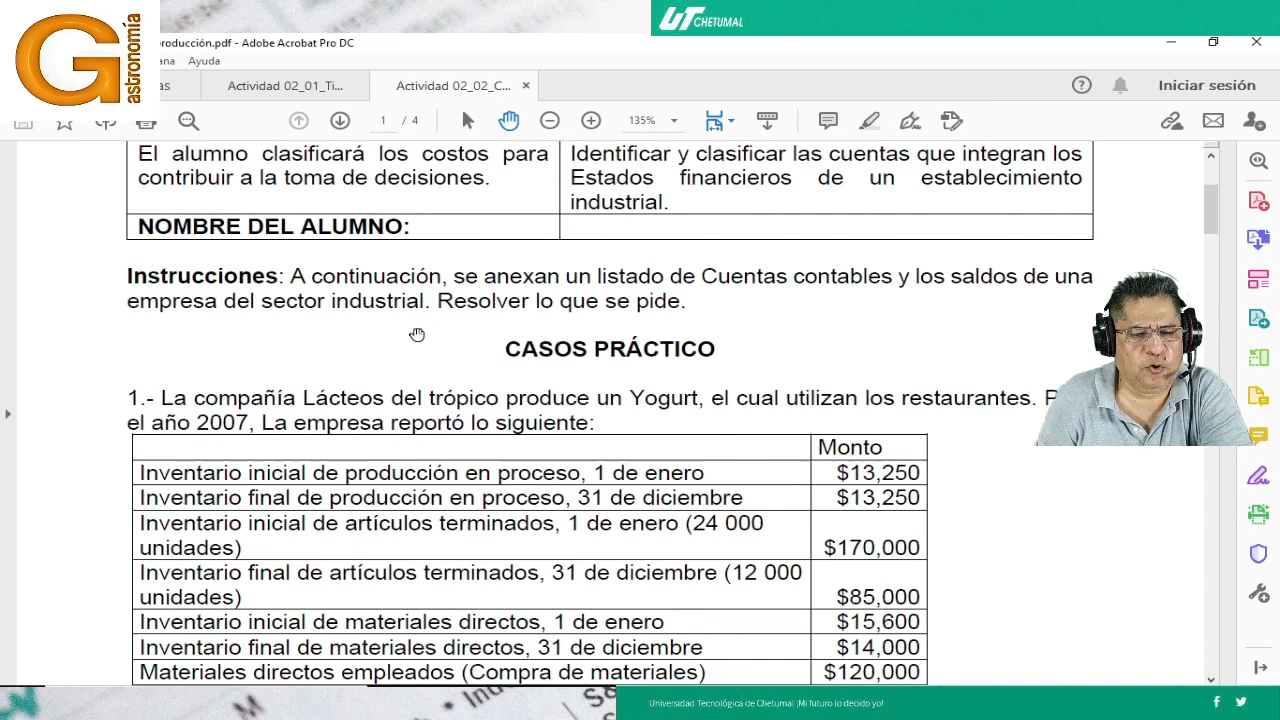 G
astronomía
UT
CHETUMAL
producción.pdf - Adobe Acrobat Pro DC
Ayuda
Actividad 02_01_Ti...
Actividad 02_02_C...
Iniciar sesión
1 / 4
135%
El alumno clasificará los costos para
contribuir a la toma de decisiones.
Identificar y clasificar las cuentas que integran los
Estados financieros de un establecimiento
industrial.
NOMBRE DEL ALUMNO:
Instrucciones: A continuación, se anexan un listado de Cuentas contables y los saldos de una
empresa del sector industrial. Resolver lo que se pide.
CASOS PRÁCTICO
1.- La compañía Lácteos del trópico produce un Yogurt, el cual utilizan los restaurantes.
el año 2007, La empresa reportó lo siguiente:
Monto
Inventario inicial de producción en proceso, 1 de enero $13,250
Inventario final de producción en proceso, 31 de diciembre $13,250
Inventario inicial de artículos terminados, 1 de enero (24 000
unidades) $170,000
Inventario final de artículos terminados, 31 de diciembre (12 000
unidades) $85,000
Inventario inicial de materiales directos, 1 de enero $15,600
Inventario final de materiales directos, 31 de diciembre $14,000
Materiales directos empleados (Compra de materiales) $120,000
Universidad Tecnológica de Chetumal ¡Mi futuro lo decido yo!